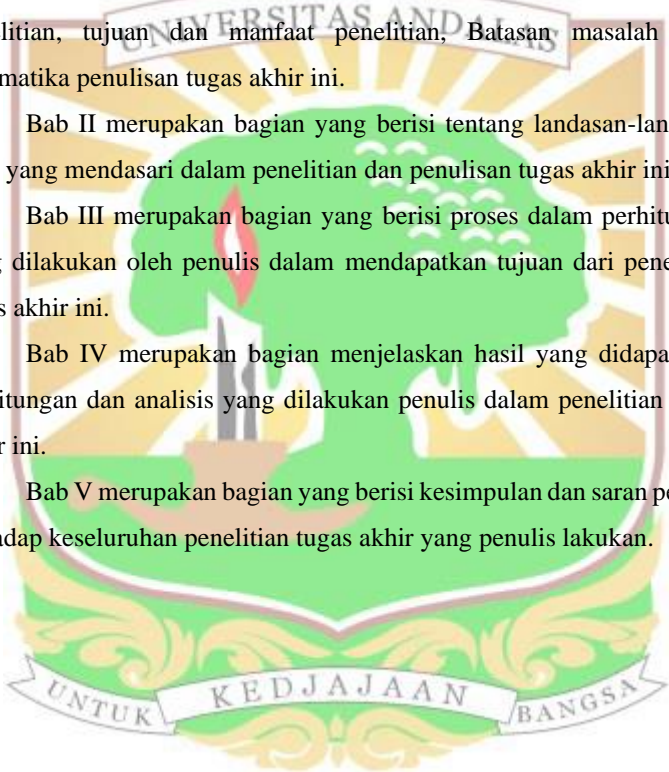 elitian, tujuan dan manfaat penelitian, Batasan masalah
UNIVERSITAS ANDALAS
matika penulisan tugas akhir ini.
Bab II merupakan bagian yang berisi tentang landasan-lan
yang mendasari dalam penelitian dan penulisan tugas akhir ini
Bab III merupakan bagian yang berisi proses dalam perhitu
dilakukan oleh penulis dalam mendapatkan tujuan dari pene
s akhir ini.
Bab IV merupakan bagian menjelaskan hasil yang didapa
itungan dan analisis yang dilakukan penulis dalam penelitian
r ini.
Bab V merupakan bagian yang berisi kesimpulan dan saran pe
adap keseluruhan penelitian tugas akhir yang penulis lakukan.
UNTUK KEDJAJAAN BANGSA